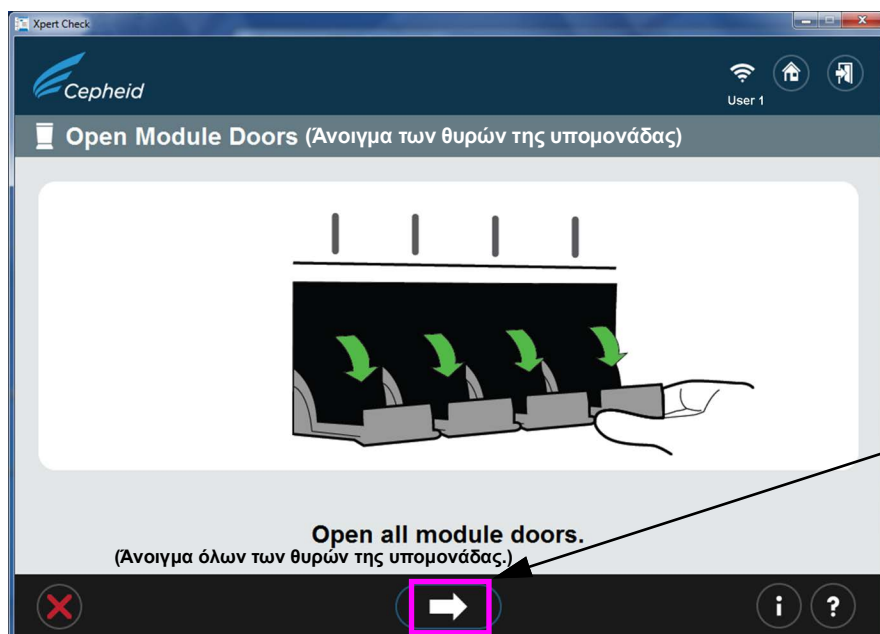 Xpert Check
Cepheid
User 1
Open Module Doors (Άνοιγμα των θυρών της υπομονάδας)
Open all module doors.
(Άνοιγμα όλων των θυρών της υπομονάδας.)
i ?